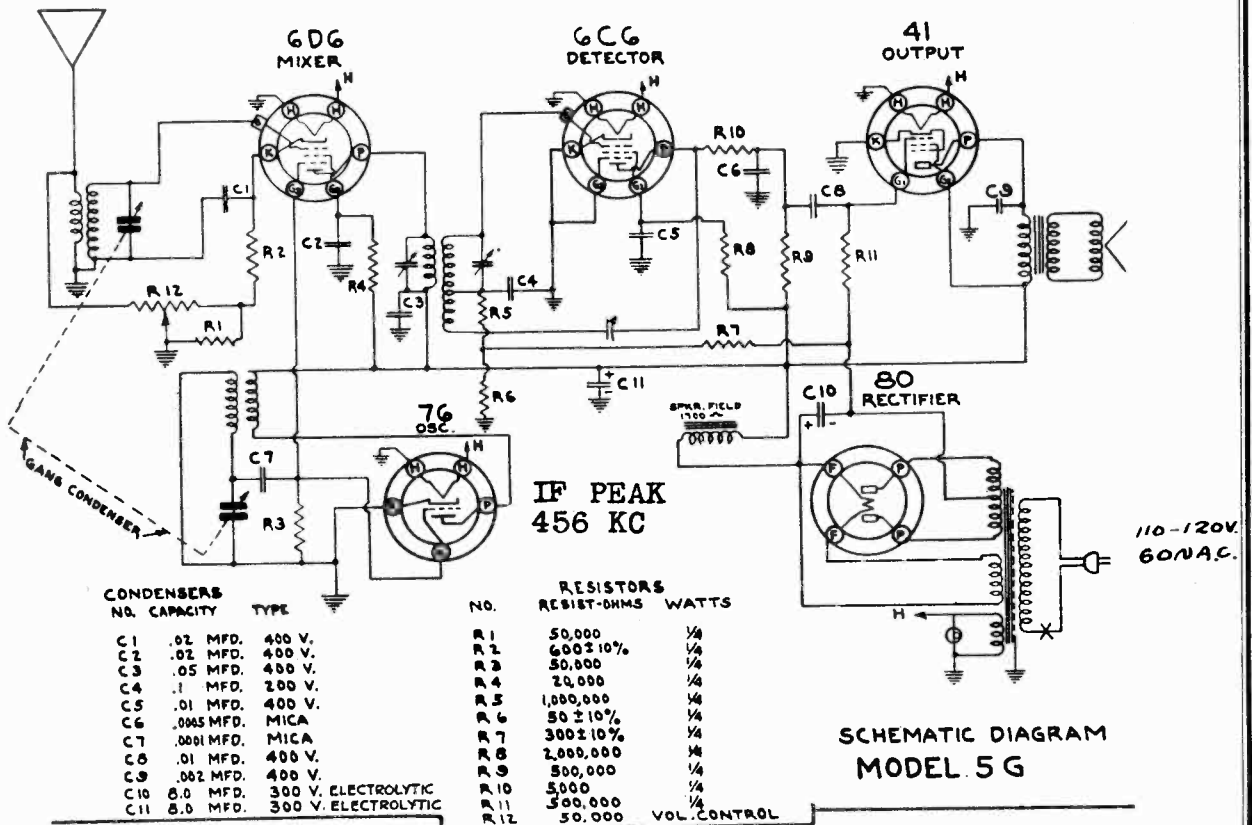 6D6
MIXER
6C6
DETECTOR
41
OUTPUT
H
H
H
H H
H H
H H
K
P
G3
G2
K
P
G3
G2
K
P
G1
G2
C1
R2
C2
R4
R12
R1
C3
C4
R5
R10
C6
C5
R8
C8
R9
R11
C9
R7
R6
C11
+
-
76
OSC.
H
H H
P
C7
R3
GANG CONDENSER
IF PEAK
456 KC
SPKR. FIELD
1700 ~
C10
+ -
80
RECTIFIER
F P
F P
H
110-120V.
60~A.C.
CONDENSERS
NO. CAPACITY TYPE
C1 .02 MFD. 400 V.
C2 .02 MFD. 400 V.
C3 .05 MFD. 400 V.
C4 .1 MFD. 200 V.
C5 .01 MFD. 400 V.
C6 .0005 MFD. MICA
C7 .0001 MFD. MICA
C8 .01 MFD. 400 V.
C9 .002 MFD. 400 V.
C10 8.0 MFD. 300 V. ELECTROLYTIC
C11 8.0 MFD. 300 V. ELECTROLYTIC
RESISTORS
NO. RESIST-OHMS WATTS
R1 50,000 1/4
R2 600±10% 1/4
R3 50,000 1/4
R4 20,000 1/4
R5 1,000,000 1/4
R6 50±10% 1/4
R7 300±10% 1/4
R8 2,000,000 1/4
R9 500,000 1/4
R10 5,000 1/4
R11 500,000 1/4
R12 50,000 VOL. CONTROL
SCHEMATIC DIAGRAM
MODEL 5G